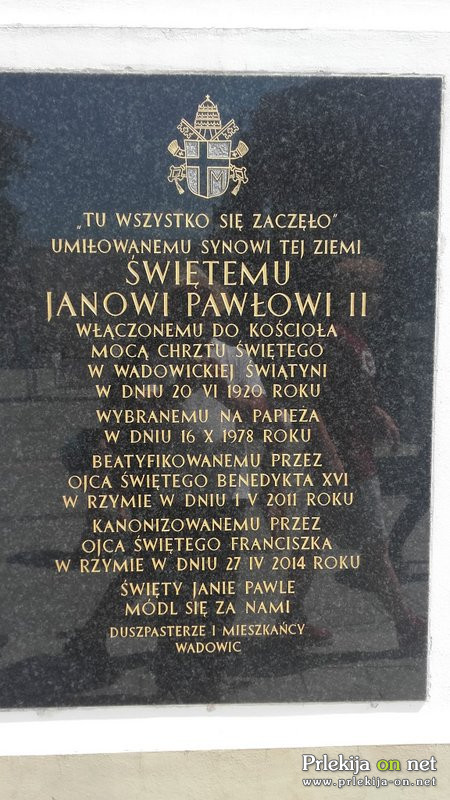 „TU WSZYSTKO SIĘ ZACZĘŁO"
UMIŁOWANEMU SYNOWI TEJ ZIEMI
ŚWIĘTEMU
JANOWI PAWŁOWI II
WŁĄCZONEMU DO KOŚCIOŁA
MOCĄ CHRZTU ŚWIĘTEGO
W WADOWICKIEJ ŚWIĄTYNI
W DNIU 20 VI 1920 ROKU
WYBRANEMU NA PAPIEŻA
W DNIU 16 X 1978 ROKU
BEATYFIKOWANEMU PRZEZ
OJCA ŚWIĘTEGO BENEDYKTA XVI
W RZYMIE W DNIU 1 V 2011 ROKU
KANONIZOWANEMU PRZEZ
OJCA ŚWIĘTEGO FRANCISZKA
W RZYMIE W DNIU 27 IV 2014 ROKU
ŚWIĘTY JANIE PAWLE
MÓDL SIĘ ZA NAMI
DUSZPASTERZE I MIESZKAŃCY
WADOWIC
Prlekija on net
www.prlekija-on.net